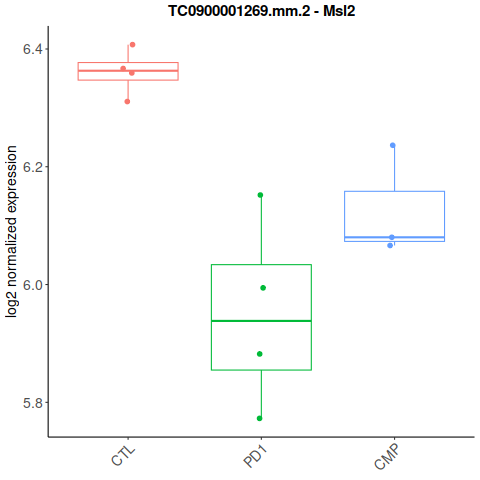 TC0900001269.mm.2 - Msl2
log2 normalized expression
6.4
6.2
6.0
5.8
CTL
PD1
CMP